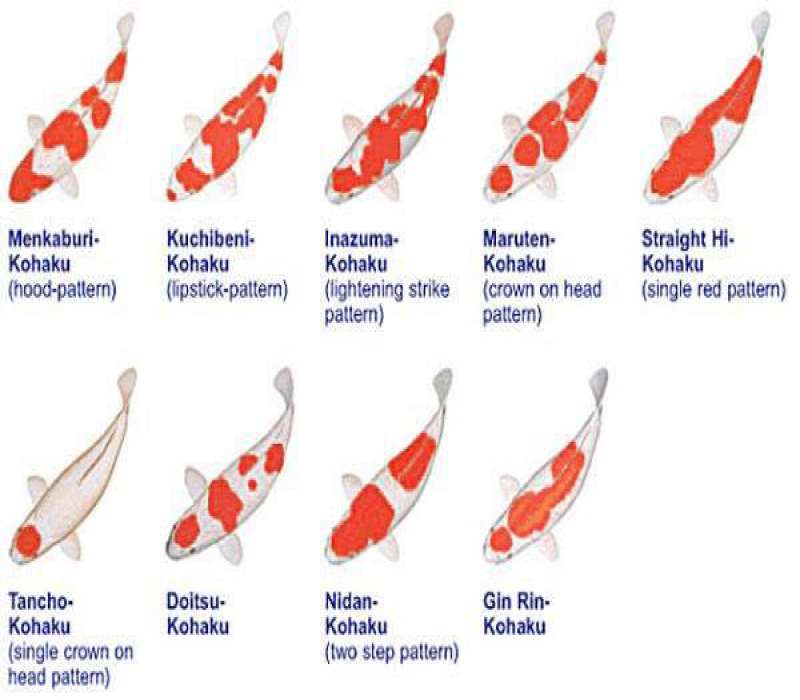 Menkaburi-
Kohaku
(hood-pattern)
Kuchibeni-
Kohaku
(lipstick-pattern)
Inazuma-
Kohaku
(lightening strike
pattern)
Maruten-
Kohaku
(crown on head
pattern)
Straight Hi-
Kohaku
(single red pattern)
Tancho-
Kohaku
(single crown on
head pattern)
Doitsu-
Kohaku
Nidan-
Kohaku
(two step pattern)
Gin Rin-
Kohaku